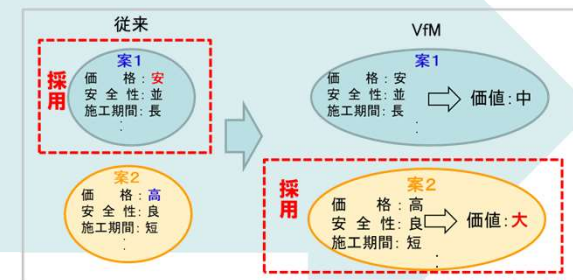 従来
採用
案1
価　格：安
安全性：並
施工期間：長
：
案2
価　格：高
安全性：良
施工期間：短
：
VfM
案1
価　格：安
安全性：並
施工期間：長
：
価値：中
採用
案2
価　格：高
安全性：良
施工期間：短
：
価値：大